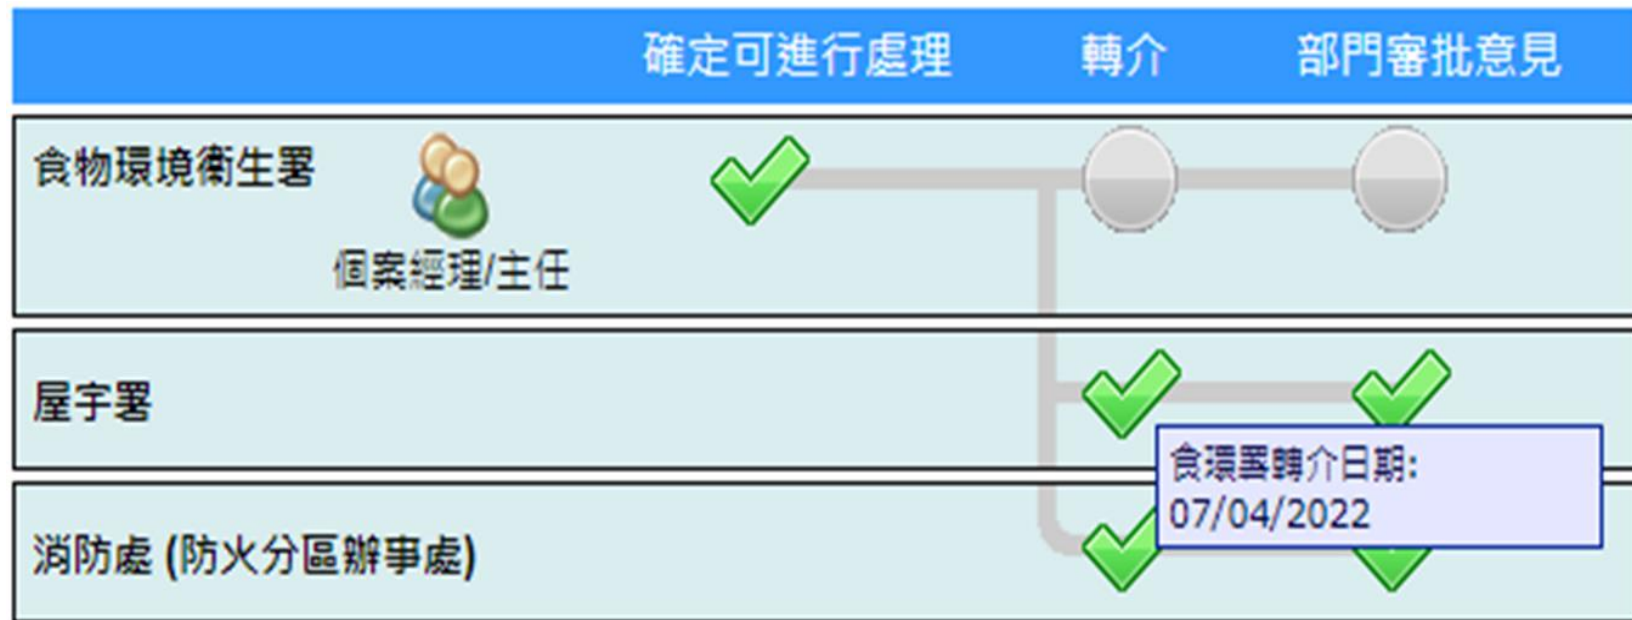 確定可進行處理 轉介 部門審批意見
食物環境衞生署
個案經理/主任
屋宇署
食環署轉介日期:
07/04/2022
消防處 (防火分區辦事處)